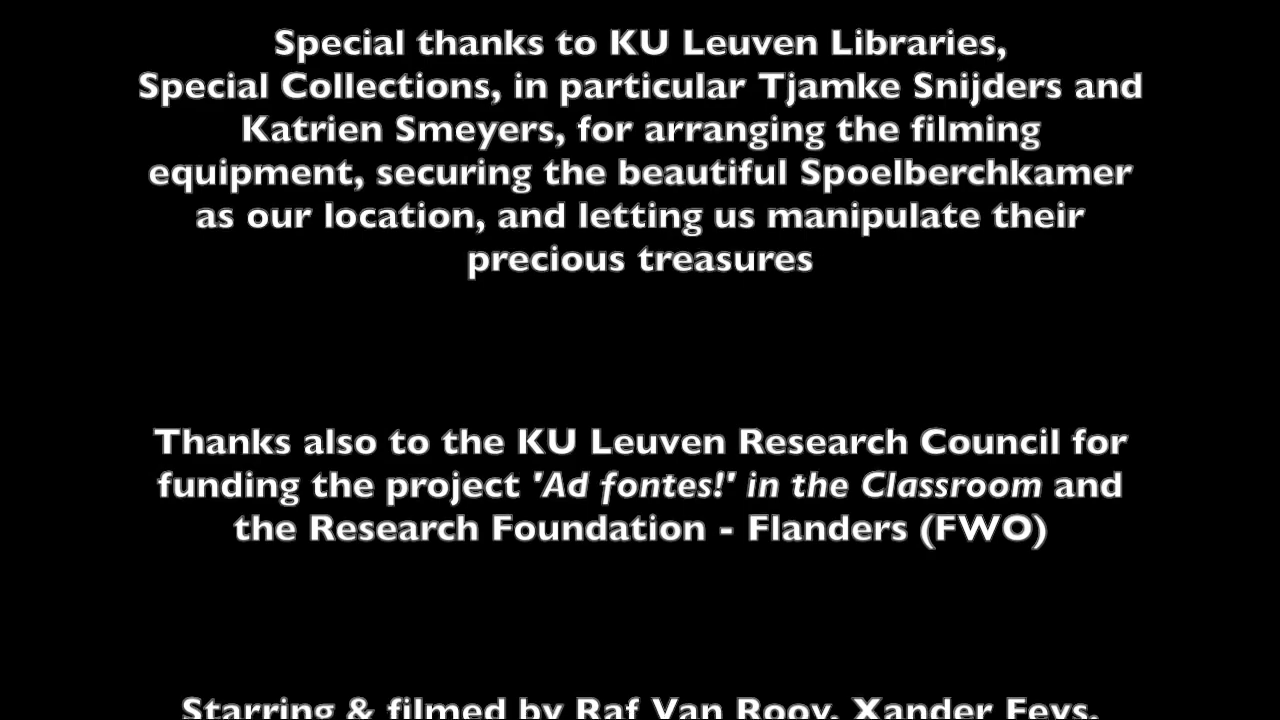 Special thanks to KU Leuven Libraries,
Special Collections, in particular Tjamke Snijders and
Katrien Smeyers, for arranging the filming
equipment, securing the beautiful Spoelberchkamer
as our location, and letting us manipulate their
precious treasures
Thanks also to the KU Leuven Research Council for
funding the project 'Ad fontes!' in the Classroom and
the Research Foundation - Flanders (FWO)
Starring & filmed by Raf Van Rooy, Xander Feys,